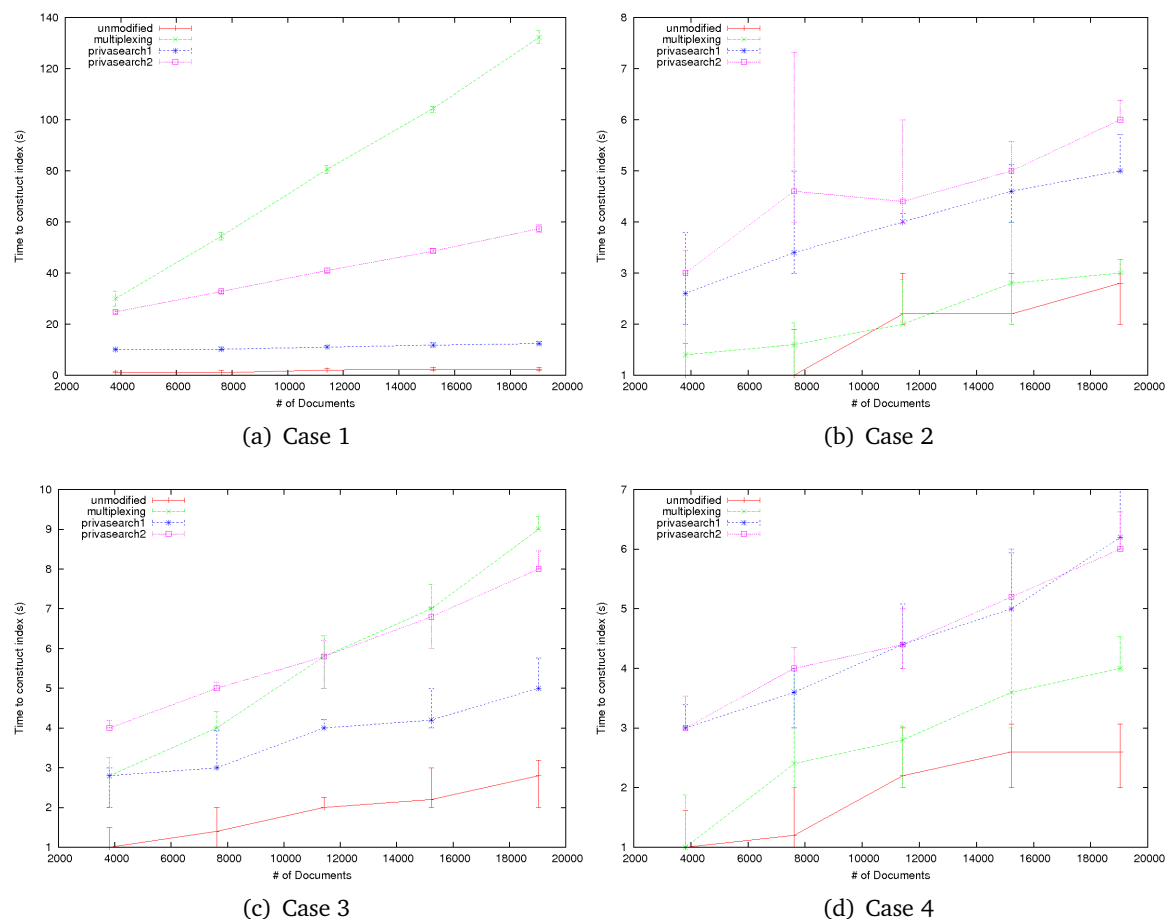 unmodified
multiplexing
privasearch1
privasearch2
Time to construct index (s)
140
120
100
80
60
40
20
0
2000 4000 6000 8000 10000 12000 14000 16000 18000 20000
# of Documents
(a) Case 1
unmodified
multiplexing
privasearch1
privasearch2
Time to construct index (s)
8
7
6
5
4
3
2
1
2000 4000 6000 8000 10000 12000 14000 16000 18000 20000
# of Documents
(b) Case 2
unmodified
multiplexing
privasearch1
privasearch2
Time to construct index (s)
10
9
8
7
6
5
4
3
2
1
2000 4000 6000 8000 10000 12000 14000 16000 18000 20000
# of Documents
(c) Case 3
unmodified
multiplexing
privasearch1
privasearch2
Time to construct index (s)
7
6
5
4
3
2
1
2000 4000 6000 8000 10000 12000 14000 16000 18000 20000
# of Documents
(d) Case 4